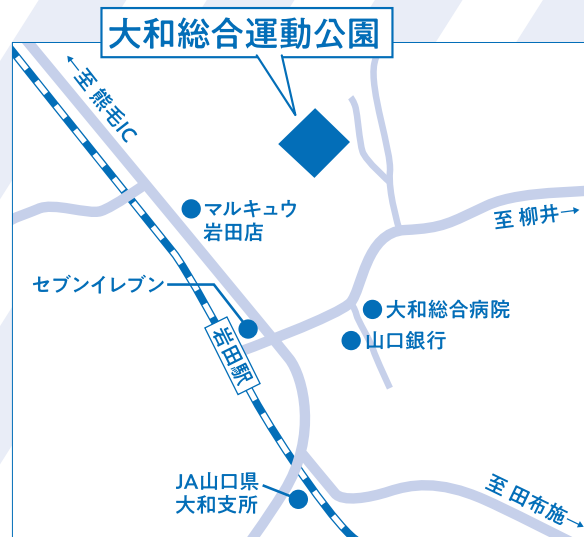 大和総合運動公園
←至 熊毛IC
マルキュウ
岩田店
至 柳井→
セブンイレブン
大和総合病院
山口銀行
岩田駅
JA山口県
大和支所
至 田布施→